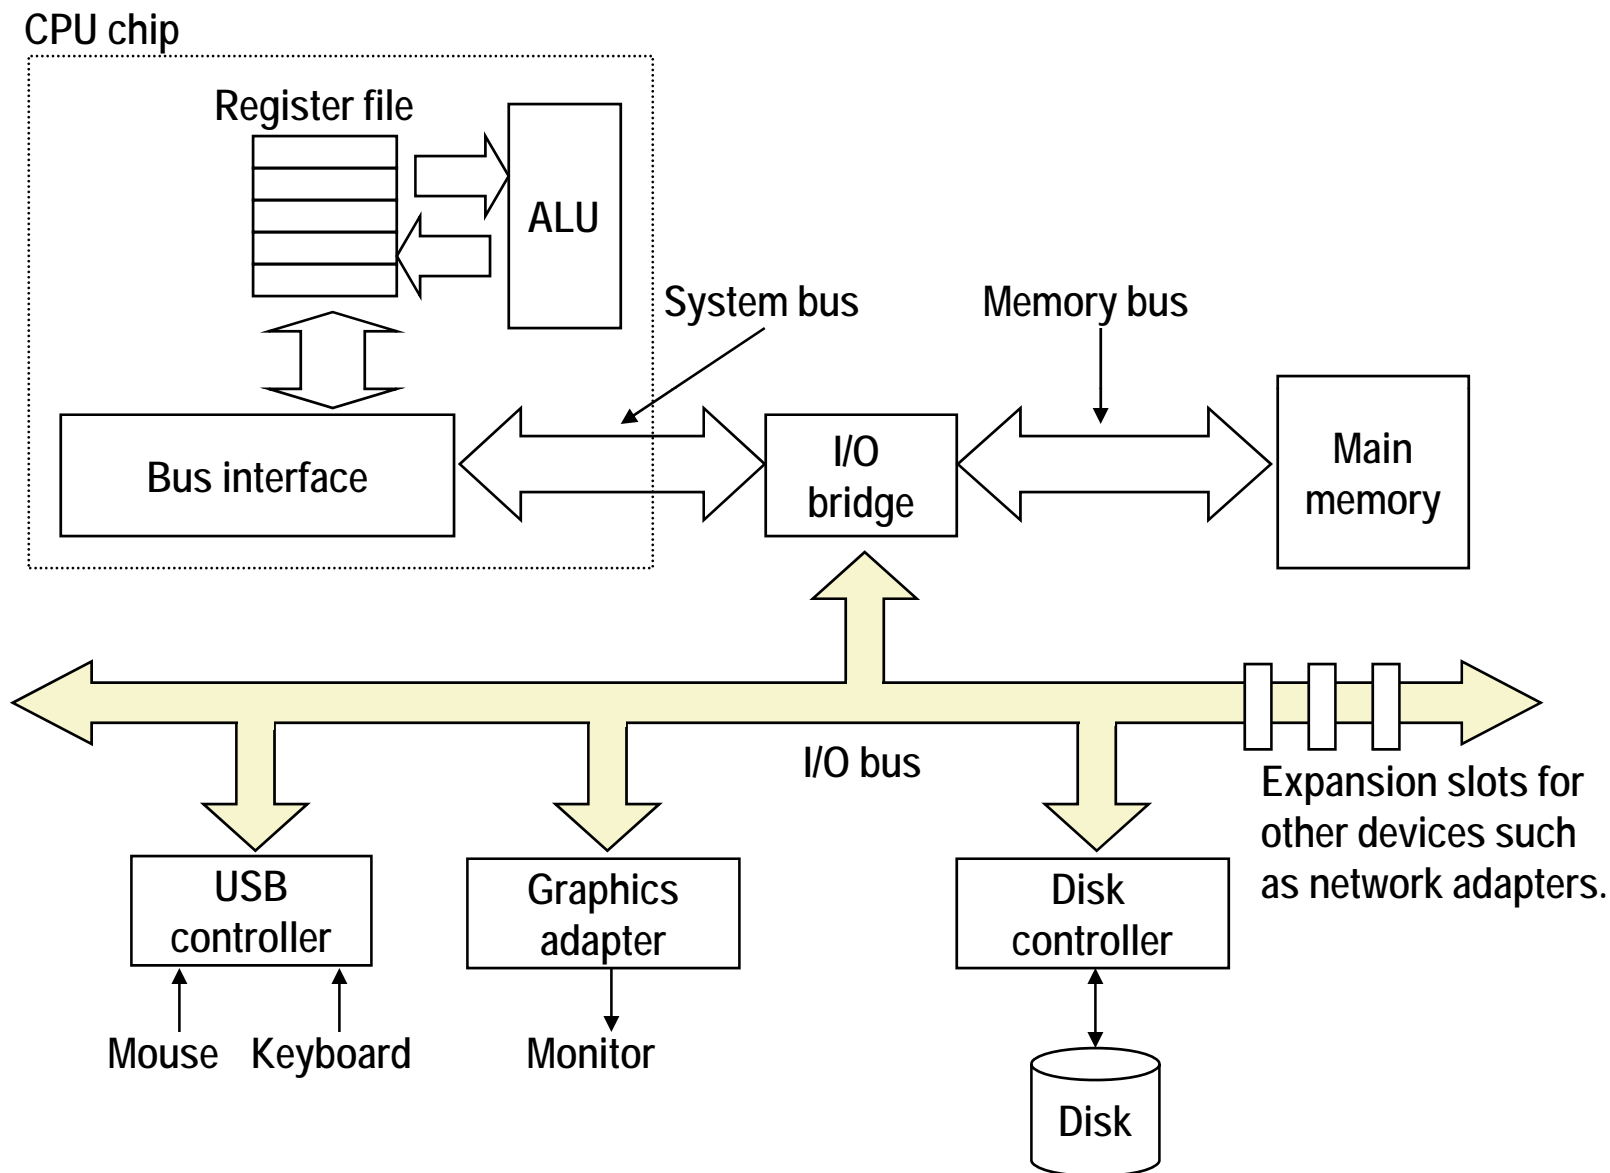 CPU chip
Register file
ALU
System bus
Memory bus
Bus interface
I/O
bridge
Main
memory
I/O bus
Expansion slots for
other devices such
as network adapters.
USB
controller
Graphics
adapter
Disk
controller
Mouse
Keyboard
Monitor
Disk